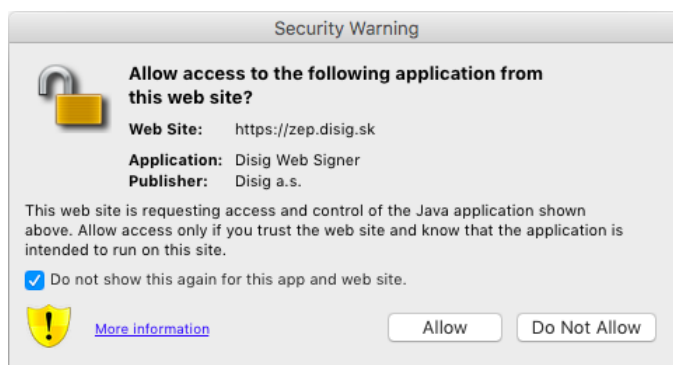 Security Warning
Allow access to the following application from
this web site?
Web Site: https://zep.disig.sk
Application: Disig Web Signer
Publisher: Disig a.s.
This web site is requesting access and control of the Java application shown
above. Allow access only if you trust the web site and know that the application is
intended to run on this site.
Do not show this again for this app and web site.
More information
Allow
Do Not Allow